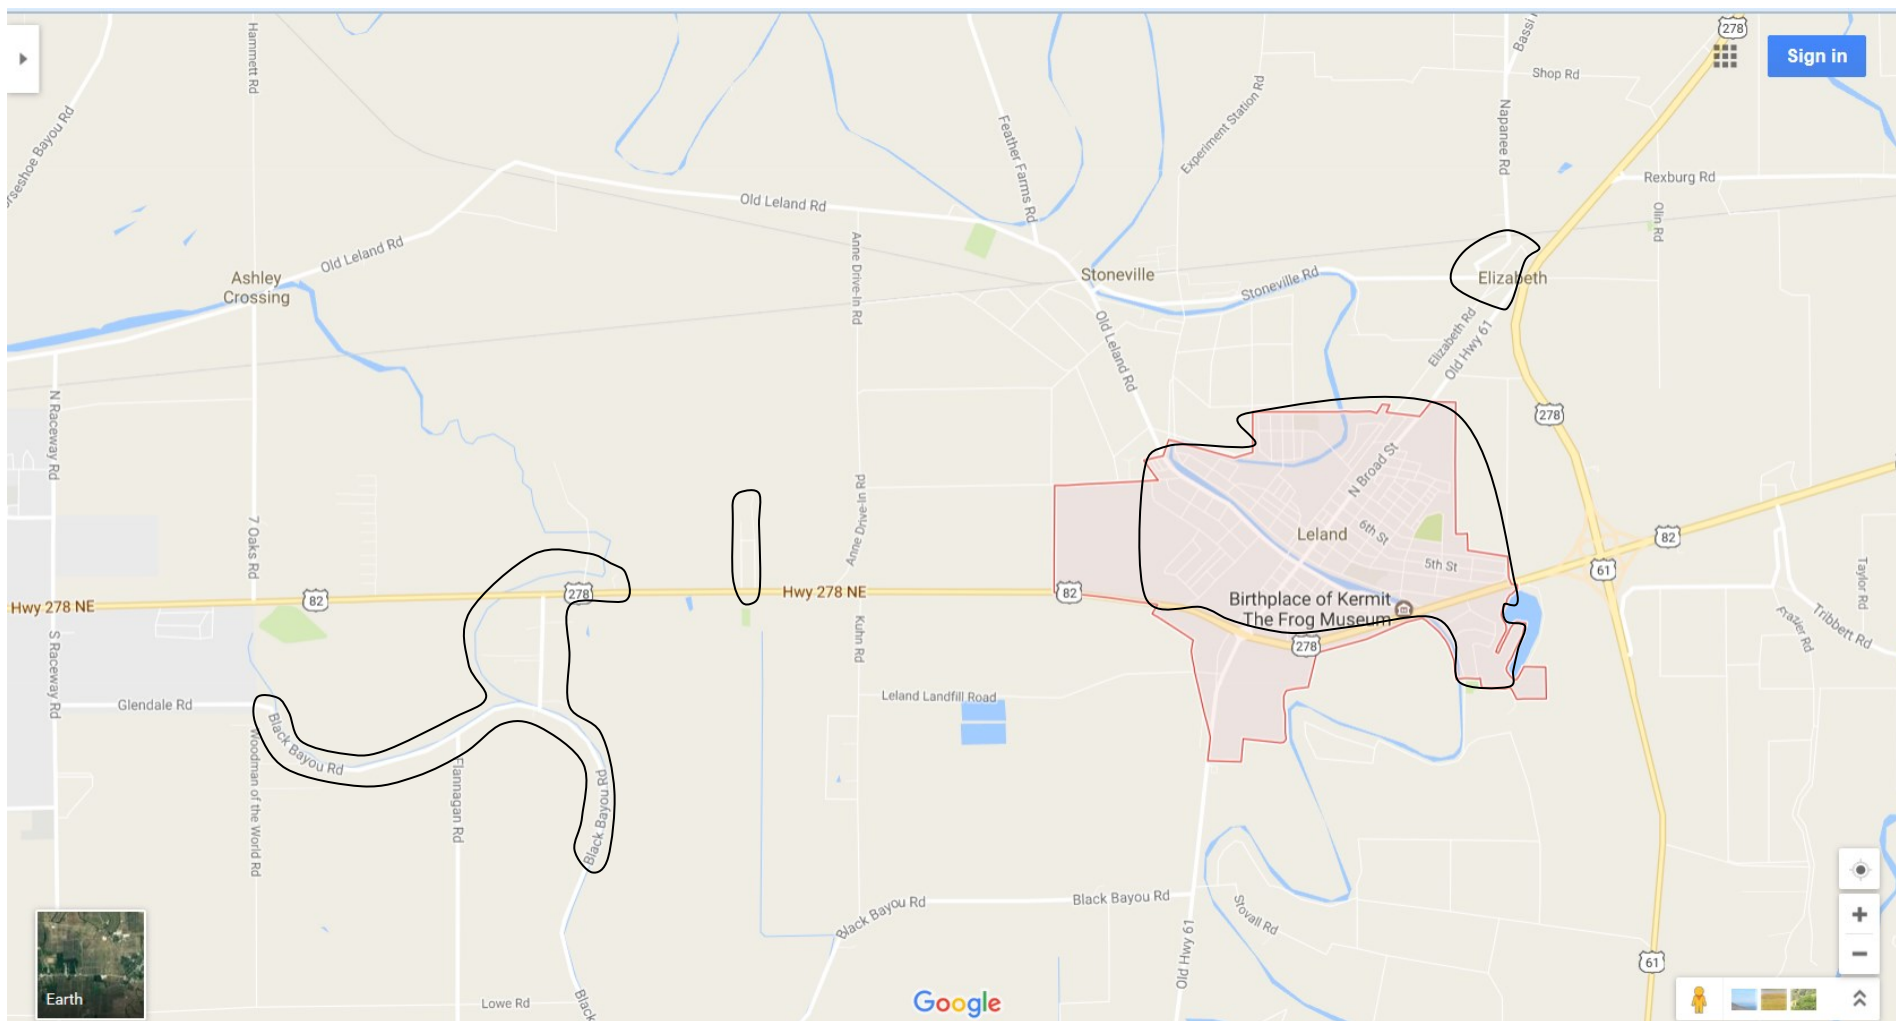 278
Sign in
Hammett Rd
Shop Rd
Napanee Rd
Experiment Station Rd
Feather Farms Rd
Rexburg Rd
Old Leland Rd
Olin Rd
Old Leland Rd
Anne Drive-In Rd
Ashley
Crossing
Stoneville
Stoneville Rd
Elizabeth
Old Leland Rd
Elizabeth Rd
Old Hwy 61
N Raceway Rd
278
N Broad St
Anne Drive-In Rd
7 Oaks Rd
Leland
6th St
5th St
82
61
Hwy 278 NE
82
278
Hwy 278 NE
82
Birthplace of Kermit
The Frog Museum
278
Taylor Rd
Tribbett Rd
Frazier Rd
S Raceway Rd
Kuhn Rd
Glendale Rd
Leland Landfill Road
Black Bayou Rd
Woodman of the World Rd
Flannagan Rd
Black Bayou Rd
Black Bayou Rd
Black Bayou Rd
Stovall Rd
Old Hwy 61
61
Earth
Lowe Rd
Black
Google